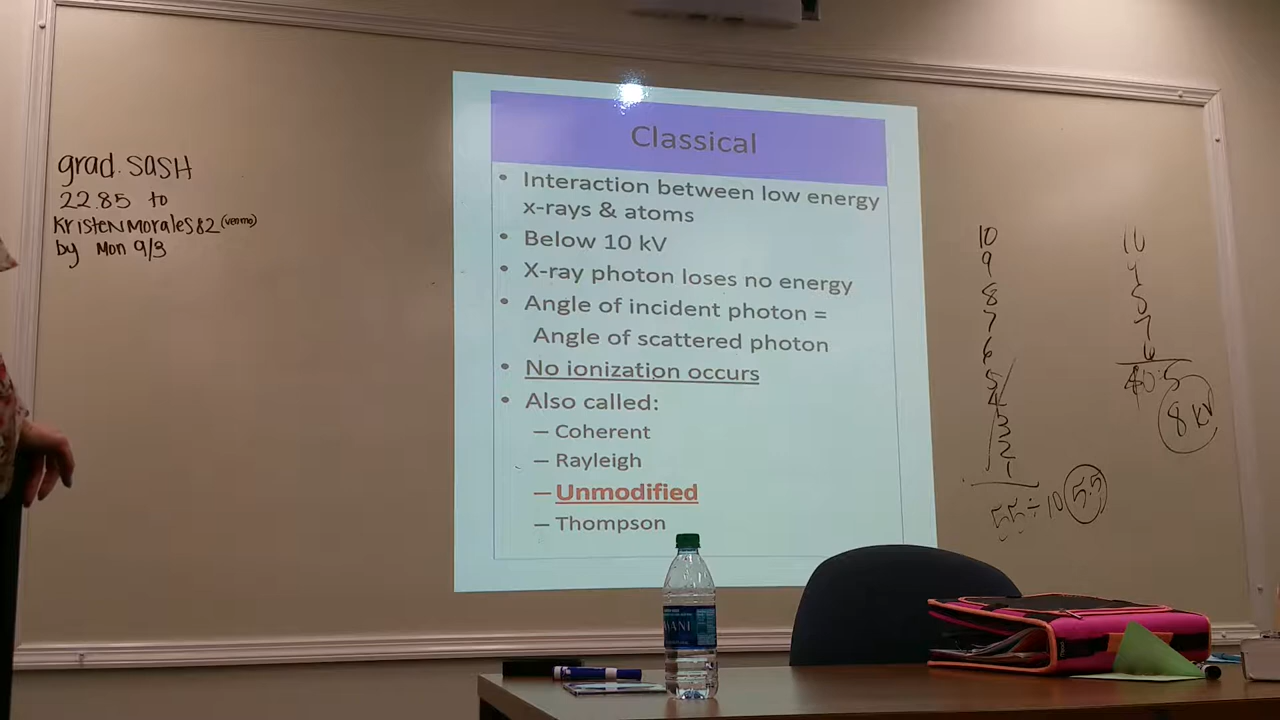 grad. SASH
22.85 to
KristenMorales82 (venmo)
by Mon 9/3
Classical
• Interaction between low energy
x-rays & atoms
• Below 10 kV
• X-ray photon loses no energy
• Angle of incident photon =
Angle of scattered photon
• No ionization occurs
• Also called:
– Coherent
– Rayleigh
– Unmodified
– Thompson
10
9
8
7
6
5
4
3
2
1
55 ÷ 10 5.5
10
9
8
7
6
40 ÷ 5
8 kV